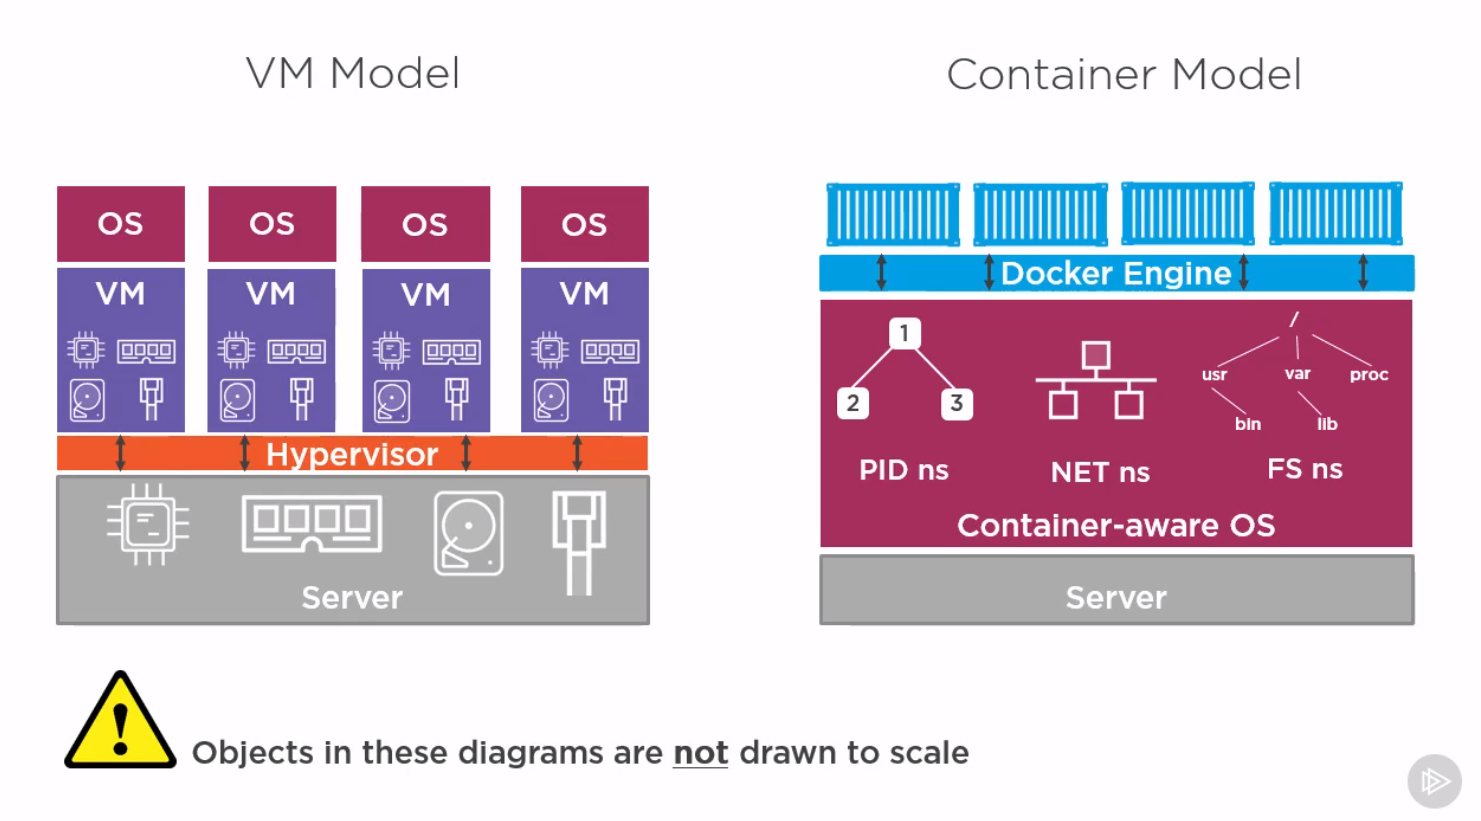 VM Model
Container Model
OS OS OS OS
VM VM VM VM
Hypervisor
Server
Docker Engine
1
2 3
PID ns
NET ns
/
usr var proc
bin lib
FS ns
Container-aware OS
Server
Objects in these diagrams are not drawn to scale